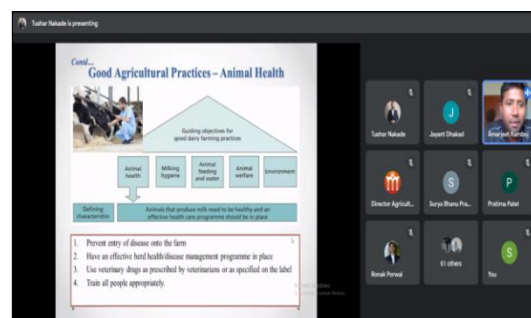 Tushar Nakade is presenting
Contd...
Good Agricultural Practices – Animal Health
Guiding objectives for
good dairy farming practices
Animal
health
Milking
hygiene
Animal
feeding
and water
Animal
welfare
Environment
Defining
characteristics
Animals that produce milk need to be healthy and an
effective health care programme should be in place
1. Prevent entry of disease onto the farm
2. Have an effective herd health/disease management programme in place
3. Use veterinary drugs as prescribed by veterinarians or as specified on the label
4. Train all people appropriately.
Tushar Nakade
J
Jayant Dhakad
Amarjeet Kamboj
Director Agricult...
S
Surya Bhanu Pra...
P
Pratima Patel
Ronak Porwal
61 others
S
You